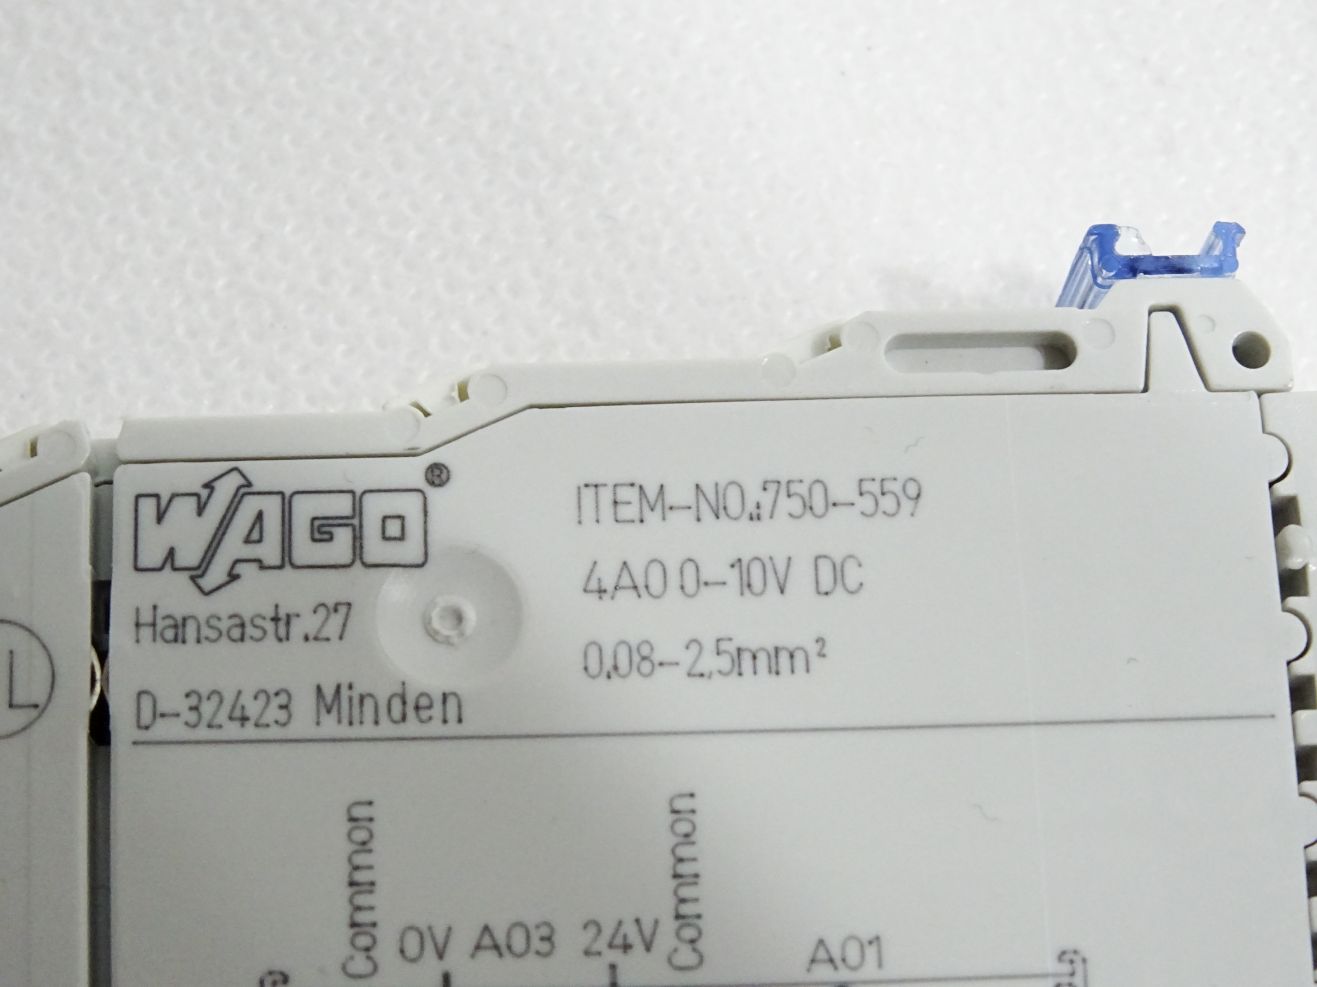 WAGO®
Hansastr.27
D-32423 Minden
ITEM-NO.:750-559
4AO 0-10V DC
0,08-2,5mm²
L
Common
0V AO3 24V
Common
AO1